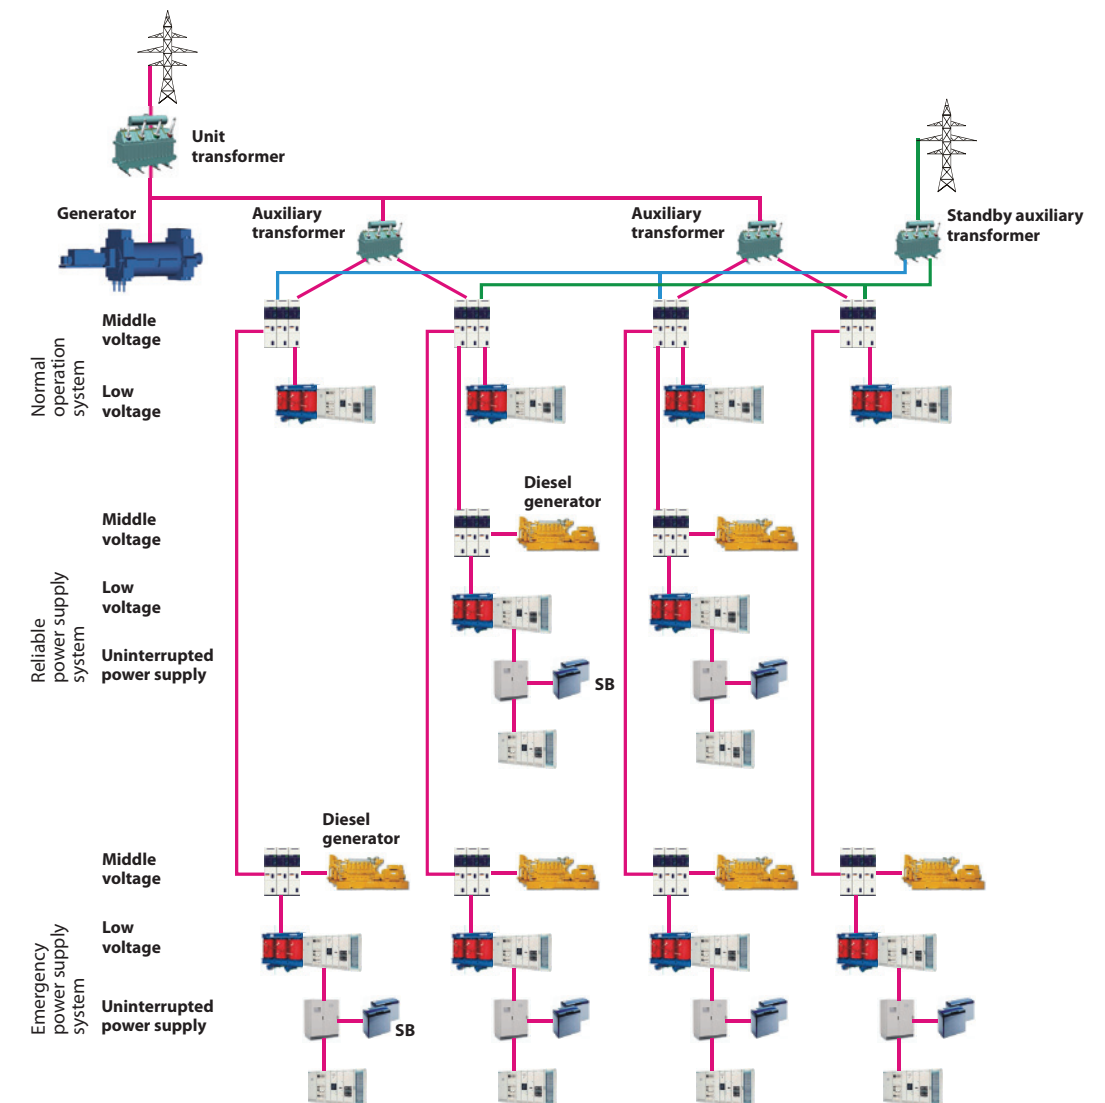 Unit
transformer
Generator
Auxiliary
transformer
Auxiliary
transformer
Standby auxiliary
transformer
Normal
operation
system
Middle
voltage
Low
voltage
Diesel
generator
Reliable
power supply
system
Middle
voltage
Low
voltage
Uninterrupted
power supply
SB
Diesel
generator
Emergency
power supply
system
Middle
voltage
Low
voltage
Uninterrupted
power supply
SB